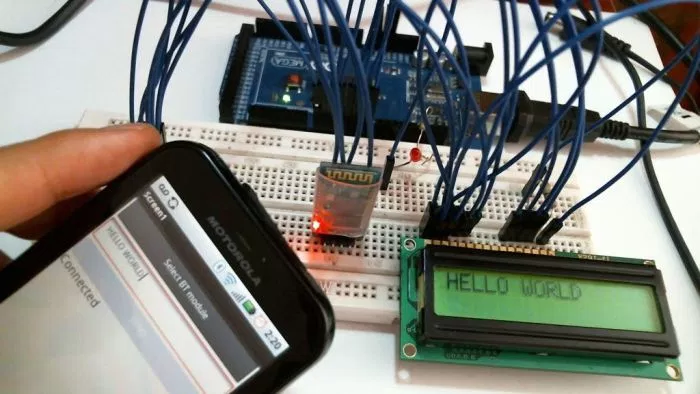 MEGA
MOTOROLA
2:20
Screen1
Select BT module
HELLO WORLD
Connected
HELLO WORLD